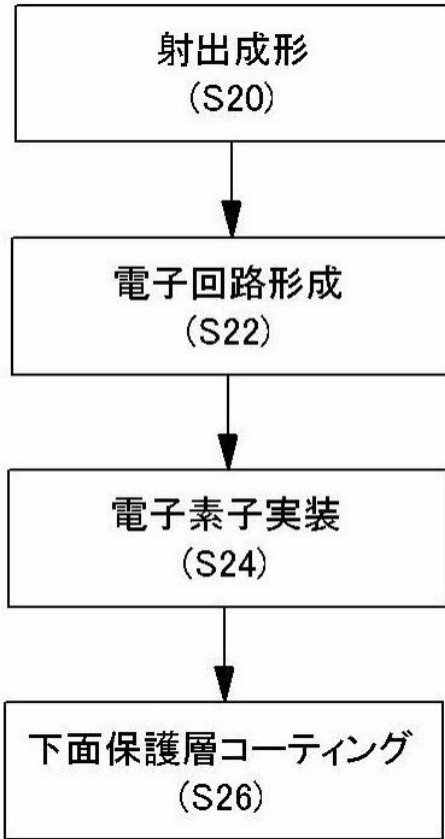 射出成形
(S20)
電子回路形成
(S22)
電子素子実装
(S24)
下面保護層コーティング
(S26)